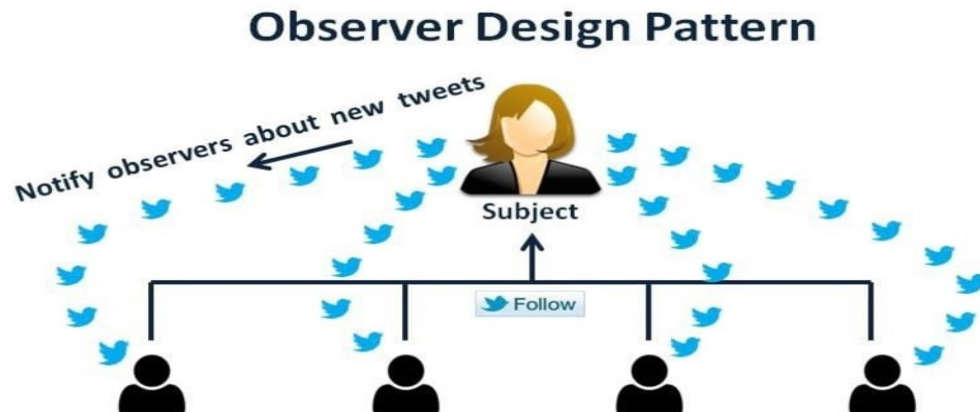 Observer Design Pattern
Notify observers about new tweets
Subject
Follow